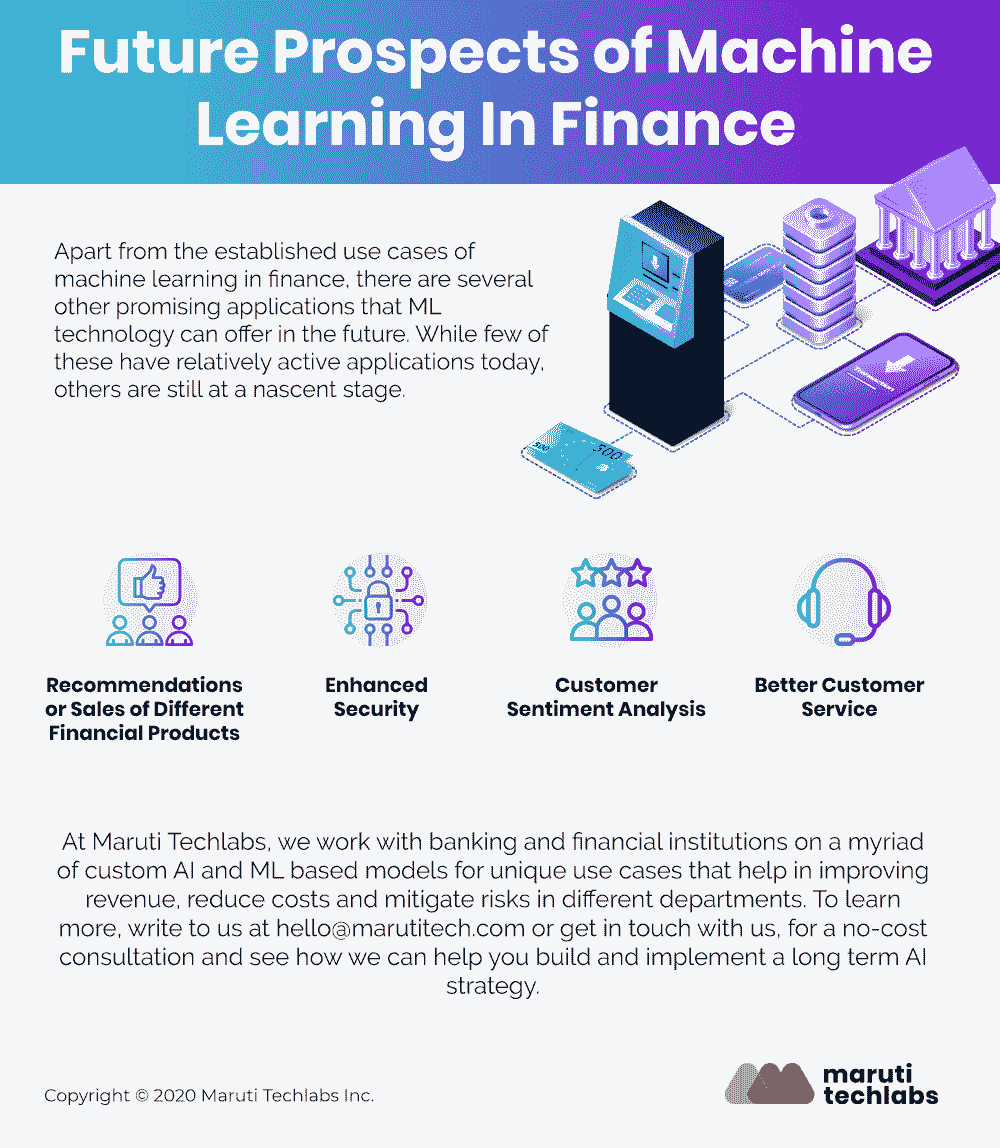 Future Prospects of Machine
Learning In Finance
Apart from the established use cases of
machine learning in finance, there are several
other promising applications that ML
technology can offer in the future. While few of
these have relatively active applications today,
others are still at a nascent stage.
500
500
Recommendations
or Sales of Different
Financial Products
Enhanced
Security
Customer
Sentiment Analysis
Better Customer
Service
At Maruti Techlabs, we work with banking and financial institutions on a myriad
of custom AI and ML based models for unique use cases that help in improving
revenue, reduce costs and mitigate risks in different departments. To learn
more, write to us at hello@marutitech.com or get in touch with us, for a no-cost
consultation and see how we can help you build and implement a long term AI
strategy.
Copyright © 2020 Maruti Techlabs Inc.
maruti
techlabs